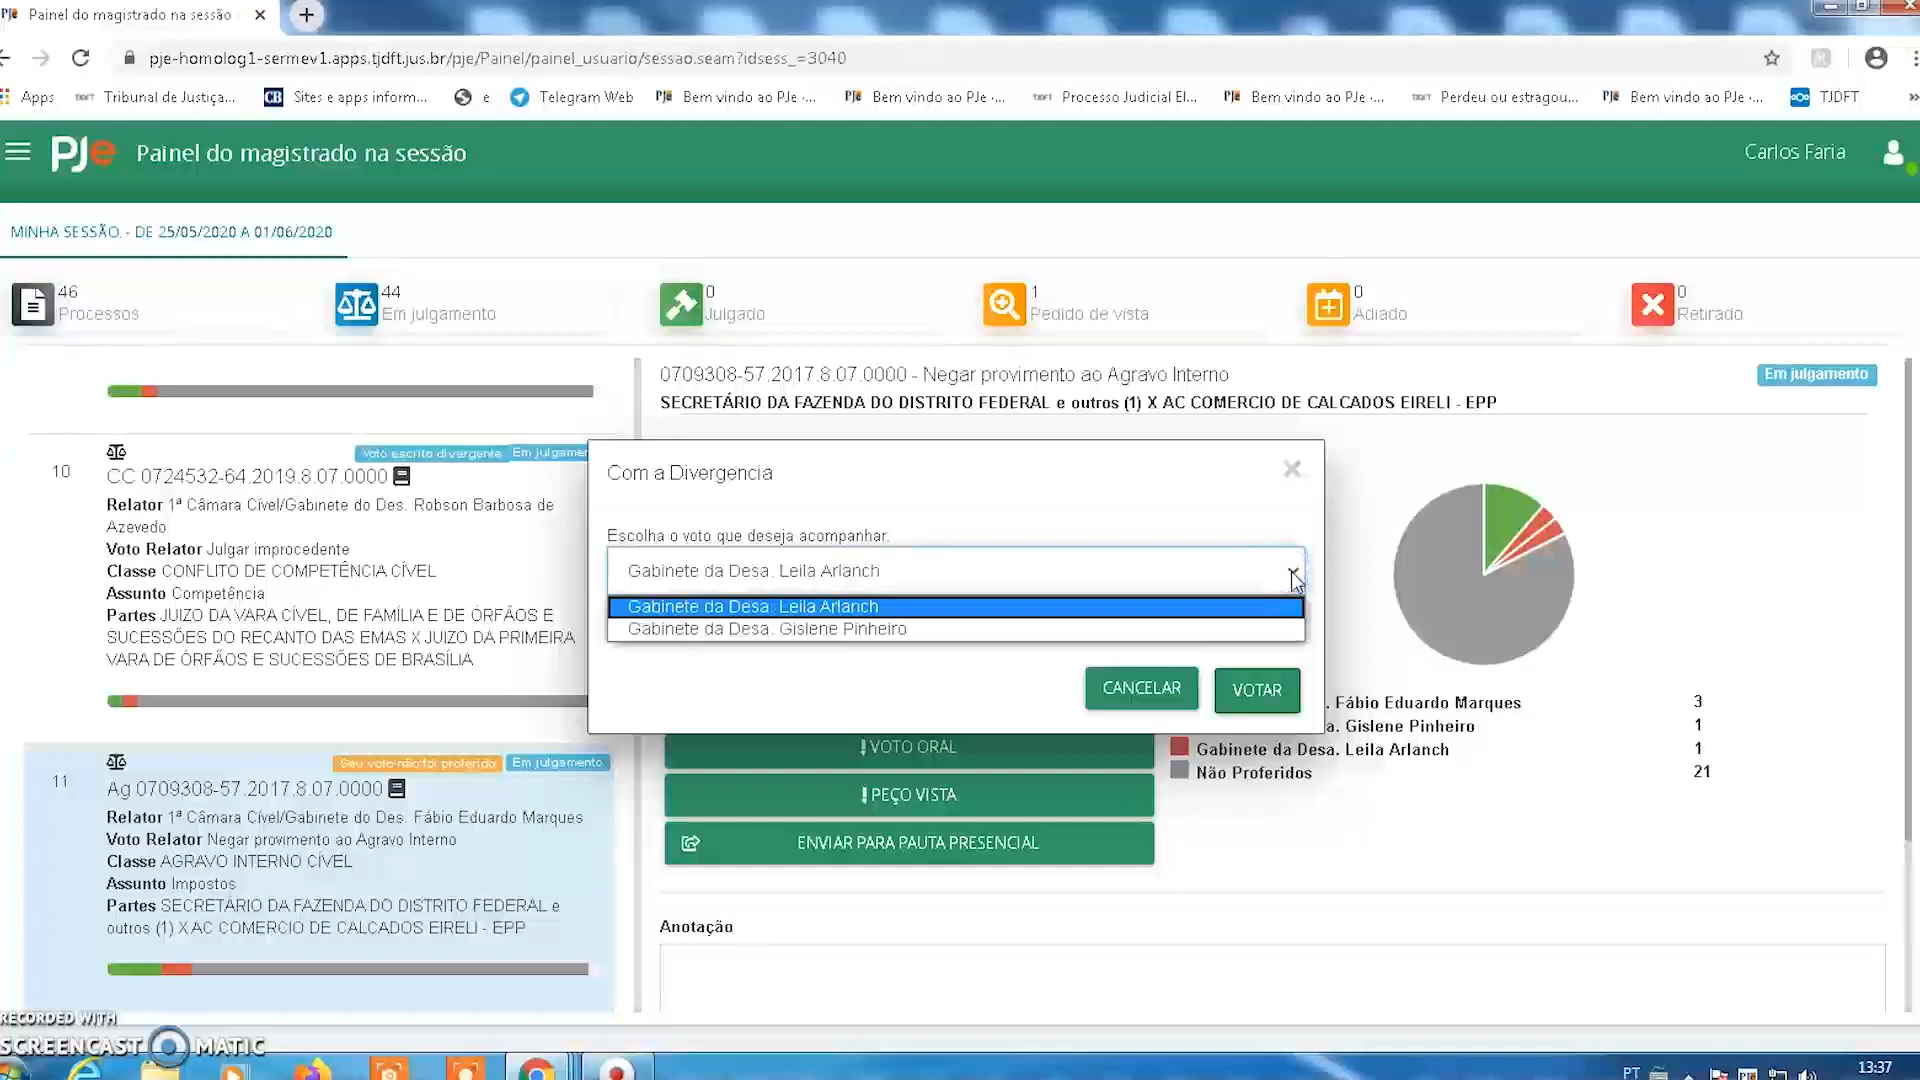 Painel do magistrado na sessão
pje-homolog1-sermev1.apps.tjdft.jus.br/pje/Painel/painel_usuario/sessao.seam?idsess_=3040
Apps
Tribunal de Justiça...
CB Sites e apps inform...
e
Telegram Web
PJe Bem vindo ao PJe ·...
PJe Bem vindo ao PJe ·...
TJDFT Processo Judicial El...
PJe Bem vindo ao PJe ·...
TJDFT Perdeu ou estragou...
PJe Bem vindo ao PJe ·...
TJDFT
»
PJe Painel do magistrado na sessão
Carlos Faria
MINHA SESSÃO. - DE 25/05/2020 A 01/06/2020
46
Processos
44
Em julgamento
0
Julgado
1
Pedido de vista
0
Adiado
0
Retirado
10
Voto escrito divergente
Em julgamen
CC 0724532-64.2019.8.07.0000
Relator 1ª Câmara Cível/Gabinete do Des. Robson Barbosa de
Azevedo
Voto Relator Julgar improcedente
Classe CONFLITO DE COMPETÊNCIA CÍVEL
Assunto Competência
Partes JUIZO DA VARA CÍVEL, DE FAMÍLIA E DE ÓRFÃOS E
SUCESSÕES DO RECANTO DAS EMAS X JUIZO DA PRIMEIRA
VARA DE ÓRFÃOS E SUCESSÕES DE BRASÍLIA
11
Seu voto não foi proferido
Em julgamento
Ag 0709308-57.2017.8.07.0000
Relator 1ª Câmara Cível/Gabinete do Des. Fábio Eduardo Marques
Voto Relator Negar provimento ao Agravo Interno
Classe AGRAVO INTERNO CÍVEL
Assunto Impostos
Partes SECRETÁRIO DA FAZENDA DO DISTRITO FEDERAL e
outros (1) X AC COMERCIO DE CALCADOS EIRELI - EPP
0709308-57.2017.8.07.0000 - Negar provimento ao Agravo Interno
Em julgamento
SECRETÁRIO DA FAZENDA DO DISTRITO FEDERAL e outros (1) X AC COMERCIO DE CALCADOS EIRELI - EPP
Com a Divergencia
×
Escolha o voto que deseja acompanhar.
Gabinete da Desa. Leila Arlanch
Gabinete da Desa. Leila Arlanch
Gabinete da Desa. Gislene Pinheiro
CANCELAR
VOTAR
. Fábio Eduardo Marques 3
a. Gislene Pinheiro 1
Gabinete da Desa. Leila Arlanch 1
Não Proferidos 21
VOTO ORAL
PEÇO VISTA
ENVIAR PARA PAUTA PRESENCIAL
Anotação
RECORDED WITH
SCREENCAST MATIC
PT
PJe
13:37